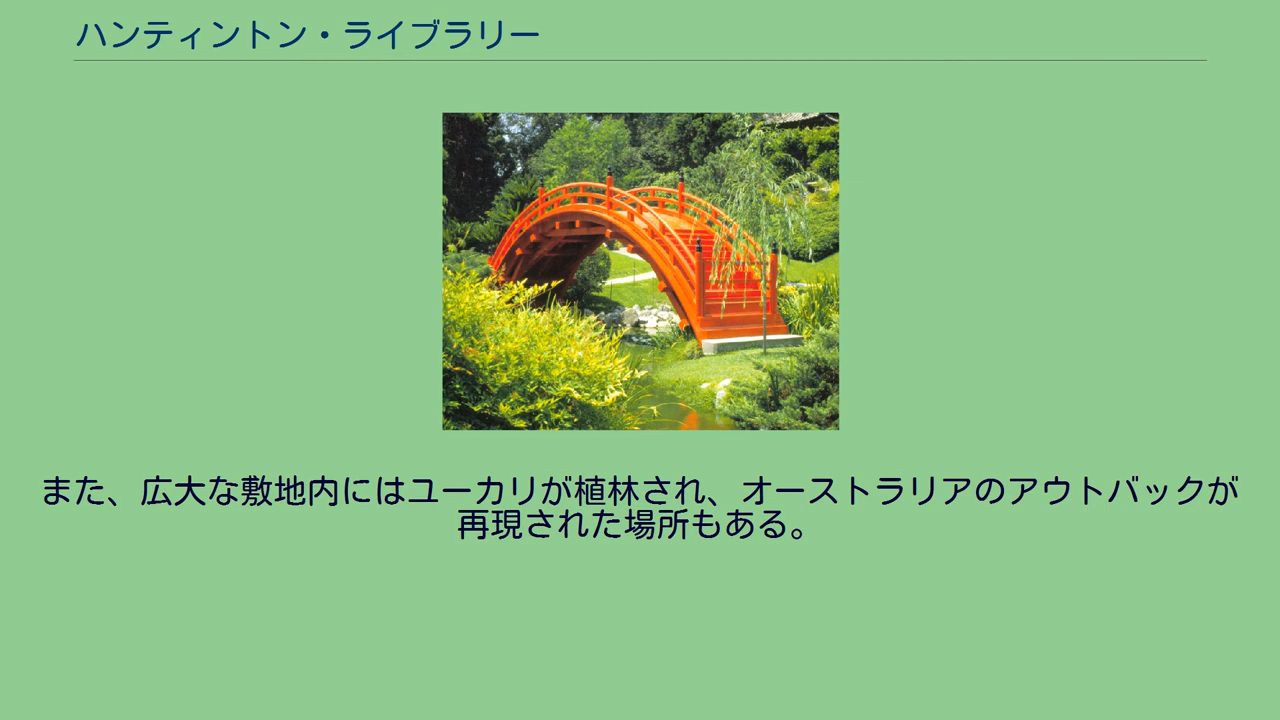 ハンティントン・ライブラリー
また、広大な敷地内にはユーカリが植林され、オーストラリアのアウトバックが
再現された場所もある。